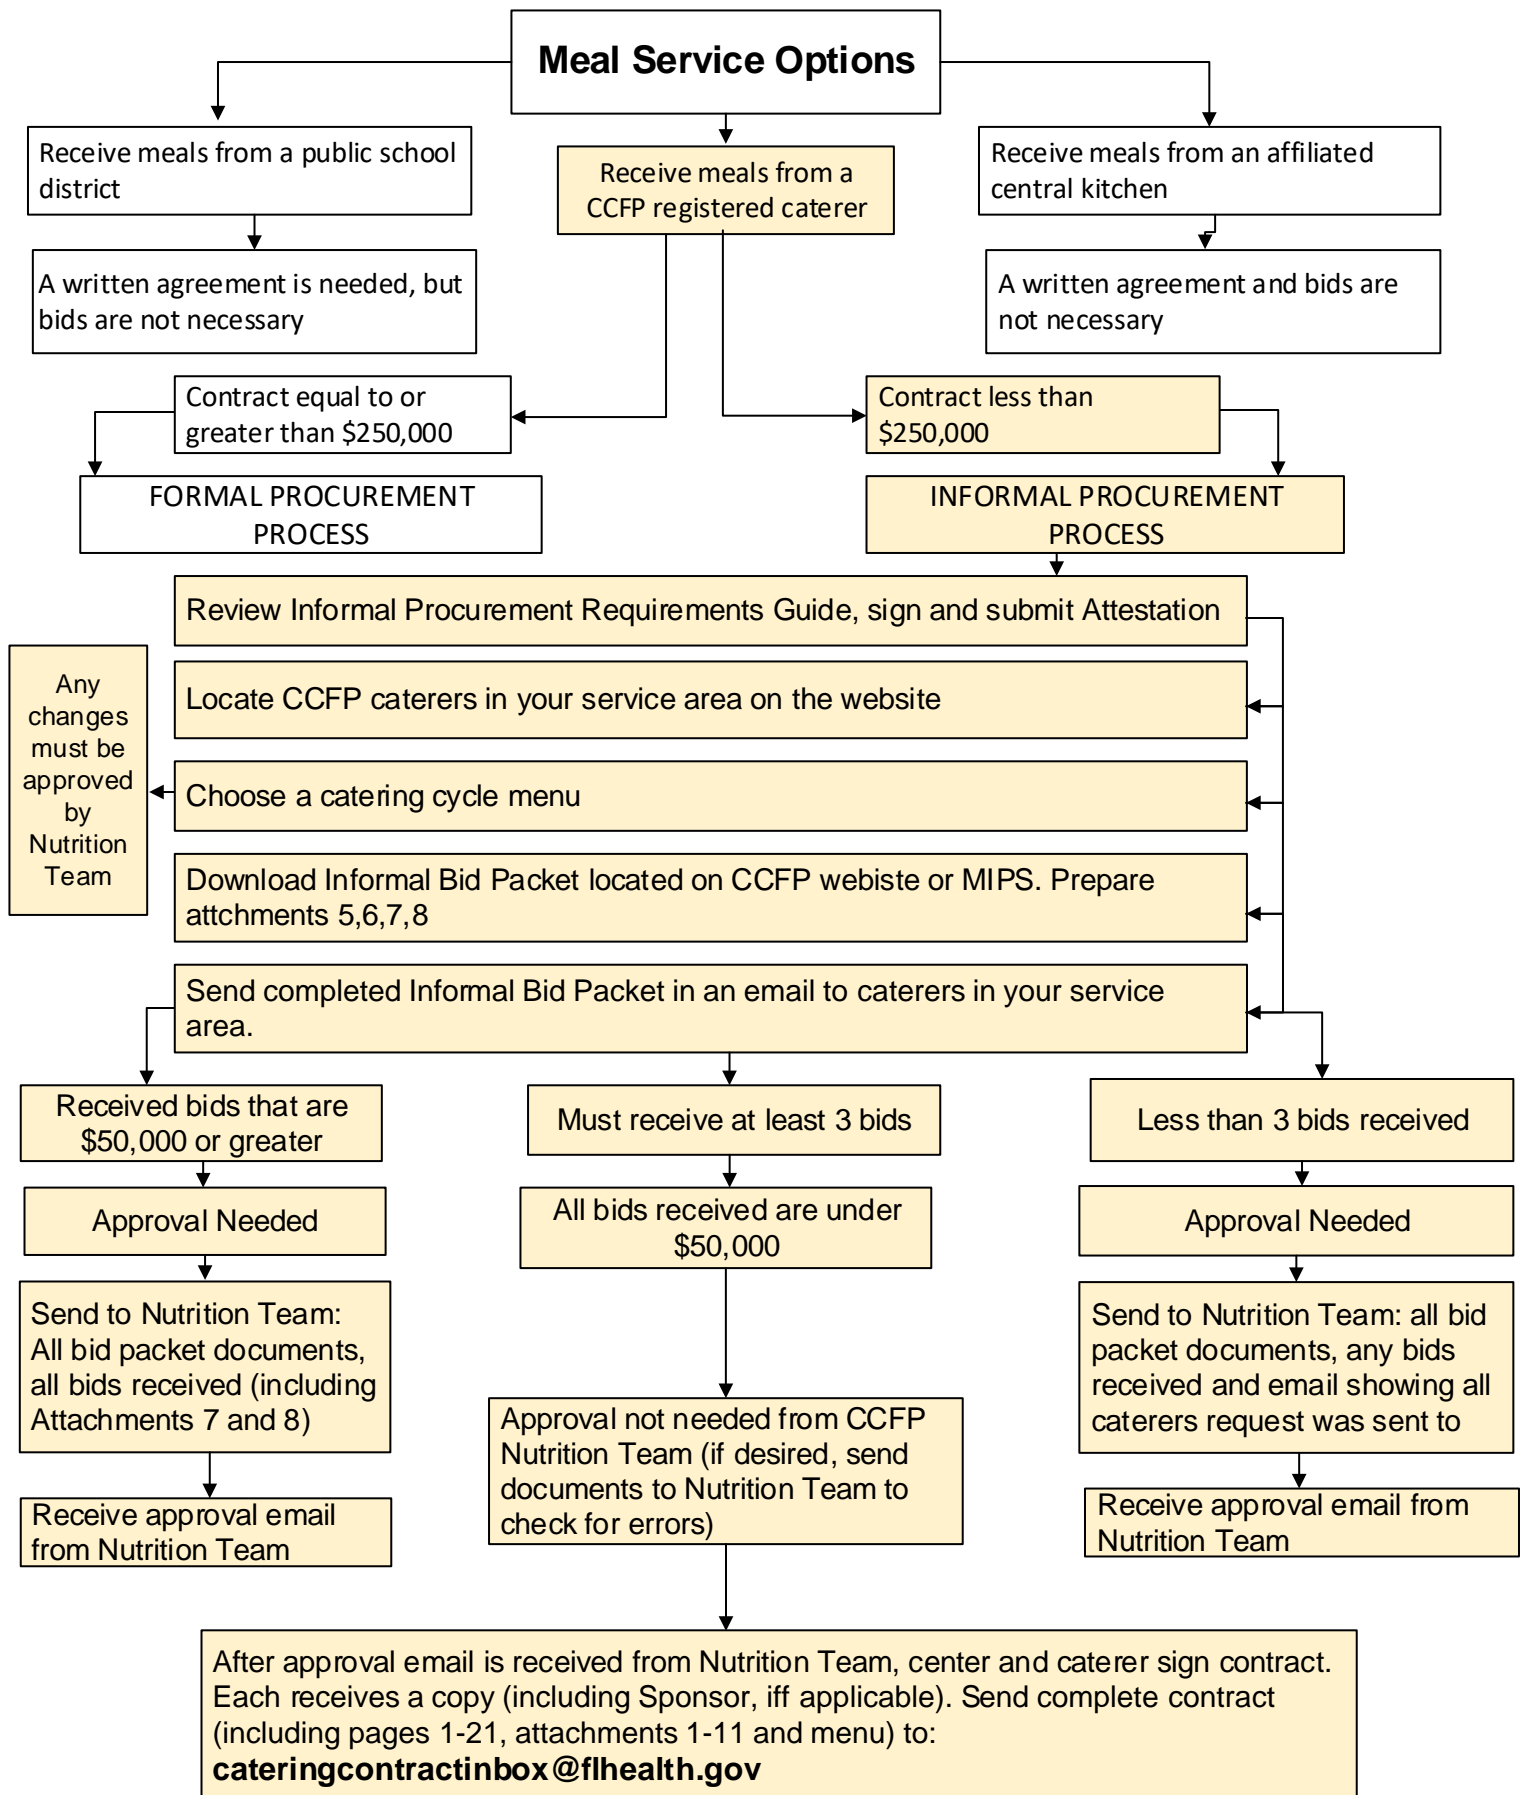 Meal Service Options
Receive meals from a public school
district
Receive meals from a
CCFP registered caterer
Receive meals from an affiliated
central kitchen
A written agreement is needed, but
bids are not necessary
A written agreement and bids are
not necessary
Contract equal to or
greater than $250,000
Contract less than
$250,000
FORMAL PROCUREMENT
PROCESS
INFORMAL PROCUREMENT
PROCESS
Review Informal Procurement Requirements Guide, sign and submit Attestation
Any
changes
must be
approved
by
Nutrition
Team
Locate CCFP caterers in your service area on the website
Choose a catering cycle menu
Download Informal Bid Packet located on CCFP webiste or MIPS. Prepare
attchments 5,6,7,8
Send completed Informal Bid Packet in an email to caterers in your service
area.
Received bids that are
$50,000 or greater
Approval Needed
Send to Nutrition Team:
All bid packet documents,
all bids received (including
Attachments 7 and 8)
Receive approval email
from Nutrition Team
Must receive at least 3 bids
All bids received are under
$50,000
Approval not needed from CCFP
Nutrition Team (if desired, send
documents to Nutrition Team to
check for errors)
Less than 3 bids received
Approval Needed
Send to Nutrition Team: all bid
packet documents, any bids
received and email showing all
caterers request was sent to
Receive approval email from
Nutrition Team
After approval email is received from Nutrition Team, center and caterer sign contract.
Each receives a copy (including Sponsor, iff applicable). Send complete contract
(including pages 1-21, attachments 1-11 and menu) to:
cateringcontractinbox@flhealth.gov